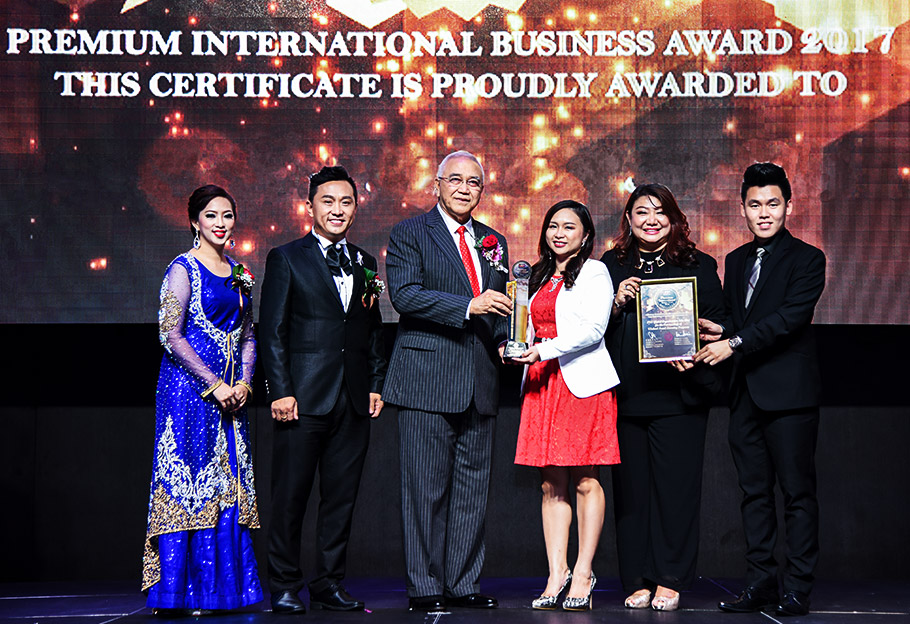 PREMIUM INTERNATIONAL BUSINESS AWARD 2017
THIS CERTIFICATE IS PROUDLY AWARDED TO